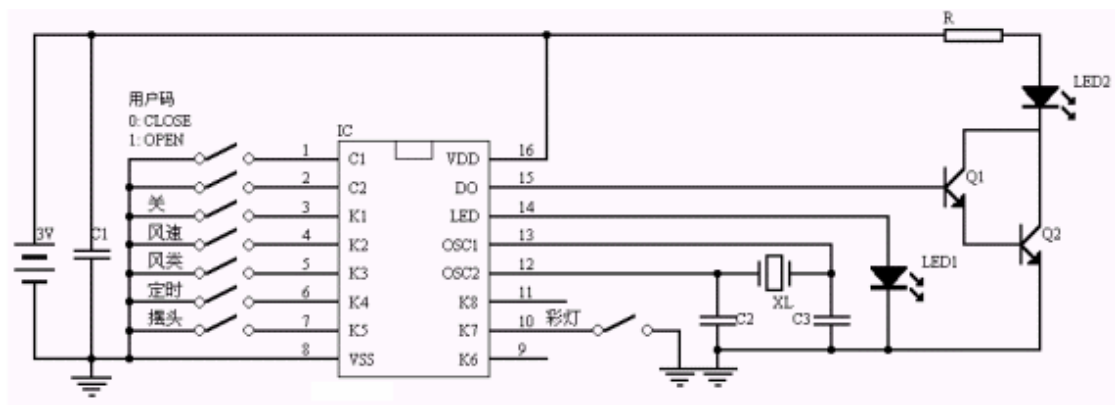 R
LED2
用户码
0: CLOSE
1: OPEN
IC
1 C1 VDD 16
2 C2 DO 15
Q1
关 3 K1 LED 14
3V C1 风速 4 K2 OSC1 13
Q2
风类 5 K3 OSC2 12
LED1
定时 6 K4 K8 11
XL
摆头 7 K5 K7 10 彩灯
C2 C3
8 VSS K6 9